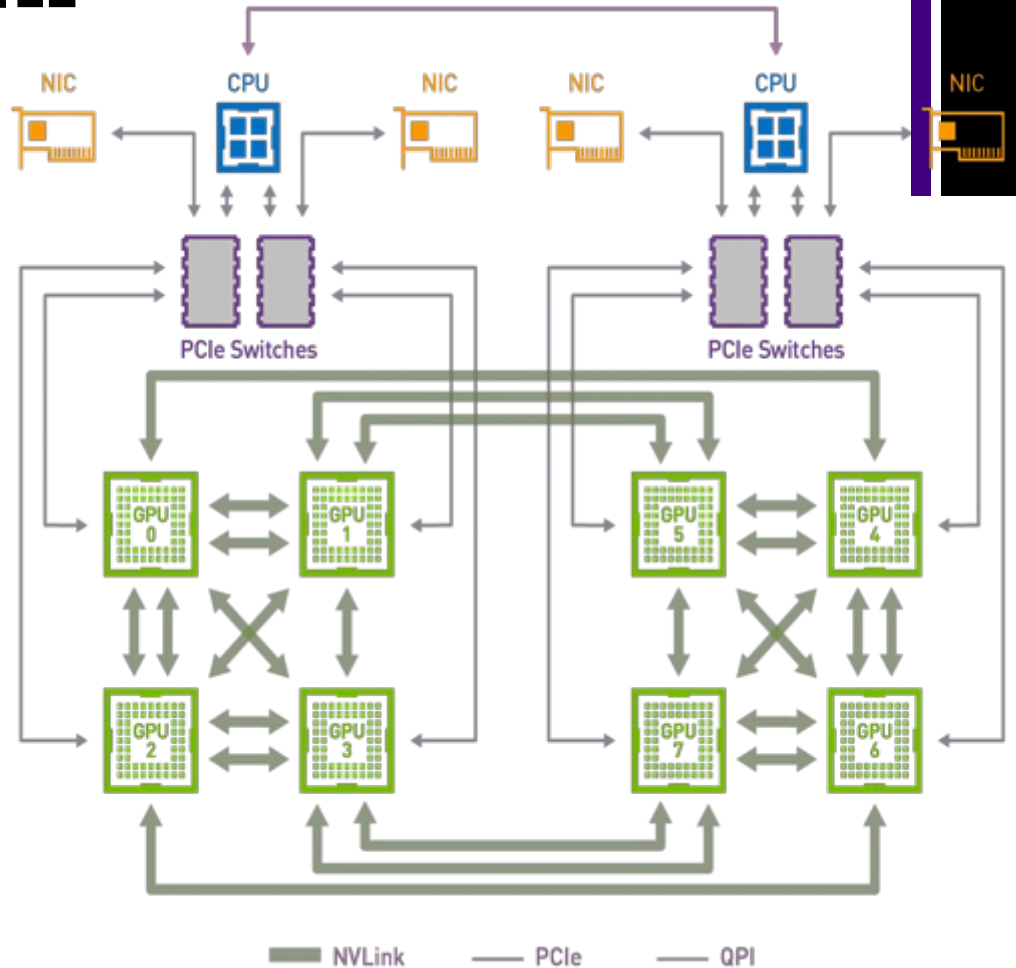 NIC
CPU
NIC
NIC
CPU
NIC
PCIe Switches
PCIe Switches
GPU
0
GPU
1
GPU
5
GPU
4
GPU
2
GPU
3
GPU
7
GPU
6
NVLink
PCIe
QPI